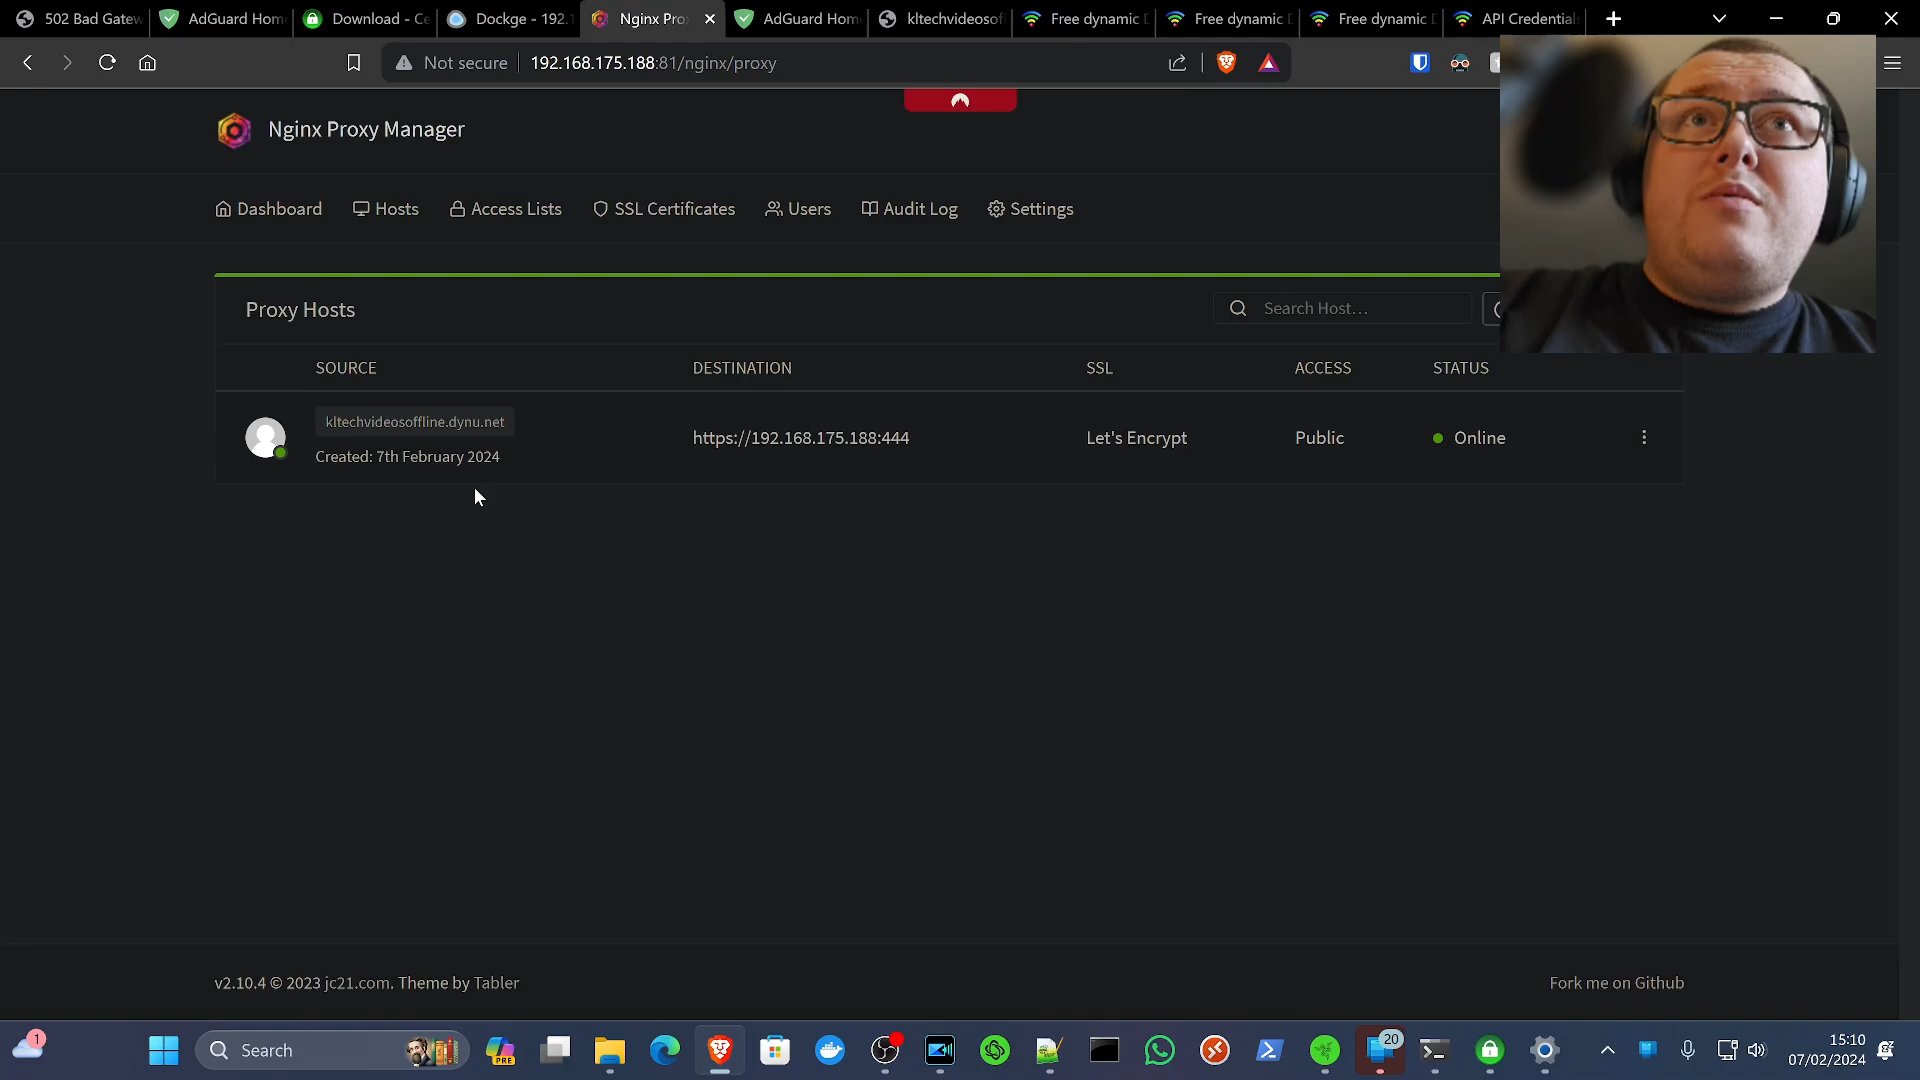 502 Bad Gatew
AdGuard Hom
Download - Ce
Dockge - 192.1
Nginx Pro
AdGuard Hom
kltechvideosoff
Free dynamic D
Free dynamic D
Free dynamic D
API Credential
Not secure
192.168.175.188:81/nginx/proxy
Nginx Proxy Manager
Dashboard
Hosts
Access Lists
SSL Certificates
Users
Audit Log
Settings
Proxy Hosts
Search Host...
SOURCE
DESTINATION
SSL
ACCESS
STATUS
kltechvideosoffline.dynu.net
Created: 7th February 2024
https://192.168.175.188:444
Let's Encrypt
Public
Online
v2.10.4 © 2023 jc21.com. Theme by Tabler
Fork me on Github
1
Search
PRE
20
15:10
07/02/2024